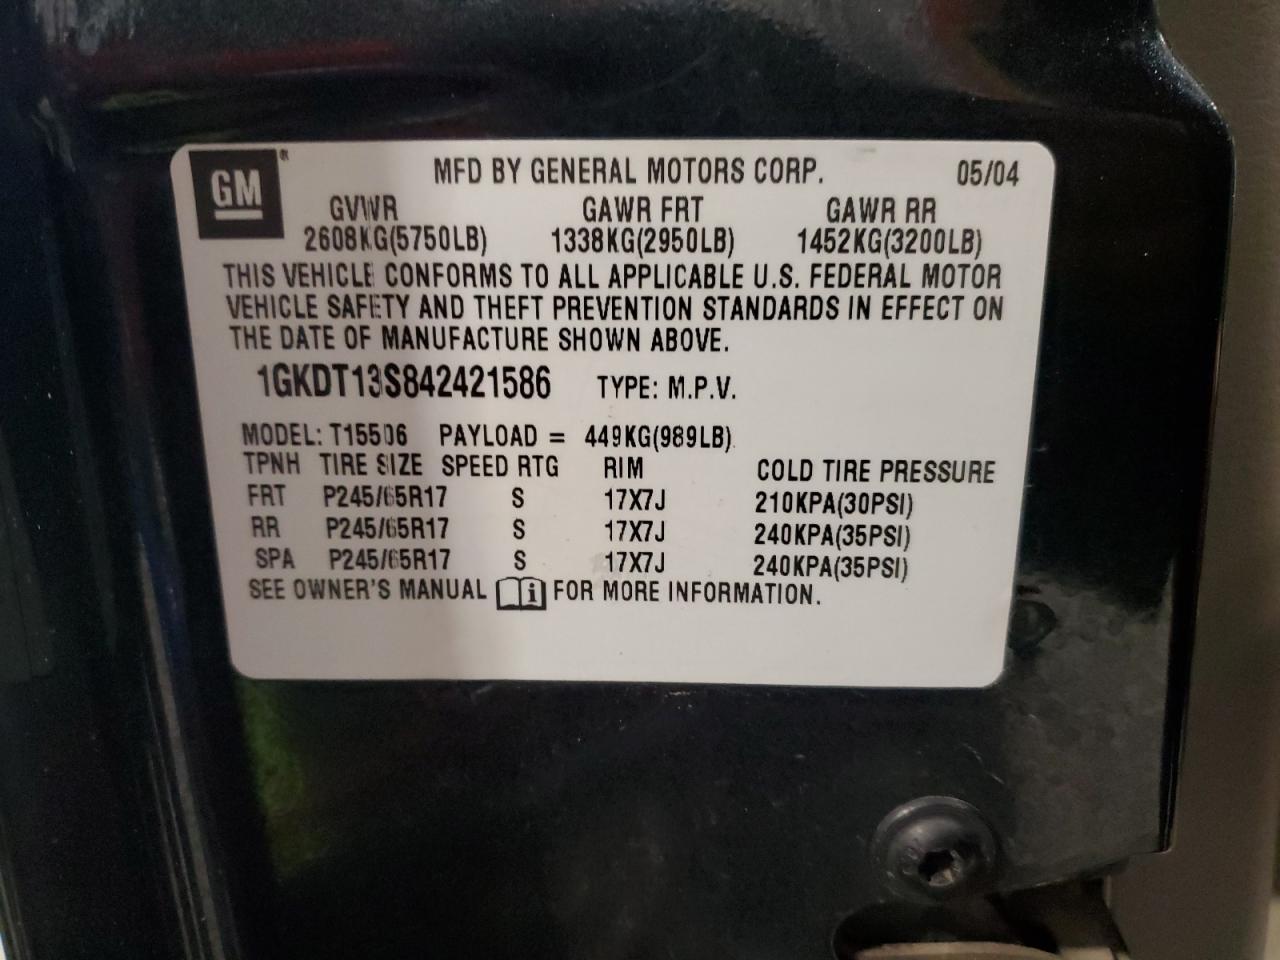 GM® MFD BY GENERAL MOTORS CORP. 05/04
GVWR GAWR FRT GAWR RR
2608KG(5750LB) 1338KG(2950LB) 1452KG(3200LB)
THIS VEHICLE CONFORMS TO ALL APPLICABLE U.S. FEDERAL MOTOR
VEHICLE SAFETY AND THEFT PREVENTION STANDARDS IN EFFECT ON
THE DATE OF MANUFACTURE SHOWN ABOVE.
1GKDT13S842421586 TYPE: M.P.V.
MODEL: T15506 PAYLOAD = 449KG(989LB)
TPNH TIRE SIZE SPEED RTG RIM COLD TIRE PRESSURE
FRT P245/65R17 S 17X7J 210KPA(30PSI)
RR P245/65R17 S 17X7J 240KPA(35PSI)
SPA P245/65R17 S 17X7J 240KPA(35PSI)
SEE OWNER'S MANUAL i FOR MORE INFORMATION.